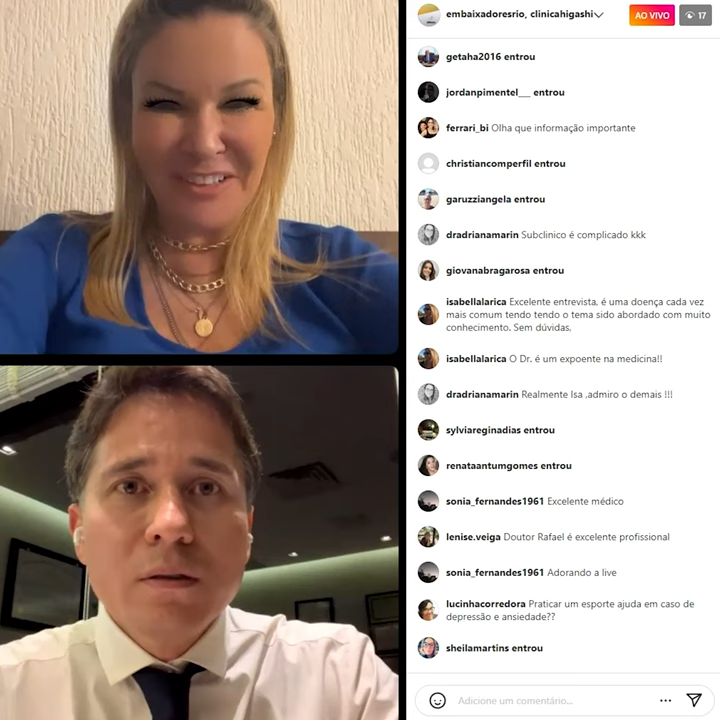 embaixadoresrio, clinicahigashi
AO VIVO
17
getaha2016 entrou
jordanpimentel___ entrou
ferrari_bi Olha que informação importante
christiancomperfil entrou
garuzziangela entrou
dradrianamarin Subclinico é complicado kkk
giovanabragarosa entrou
isabellalarica Excelente entrevista, é uma doença cada vez
mais comum tendo tendo o tema sido abordado com muito
conhecimento. Sem dúvidas,
isabellalarica O Dr. é um expoente na medicina!!
dradrianamarin Realmente Isa ,admiro o demais !!!
sylviareginadias entrou
renataantumgomes entrou
sonia_fernandes1961 Excelente médico
lenise.veiga Doutor Rafael é excelente profissional
sonia_fernandes1961 Adorando a live
lucinhacorredora Praticar um esporte ajuda em caso de
depressão e ansiedade??
sheilamartins entrou
Adicione um comentário...